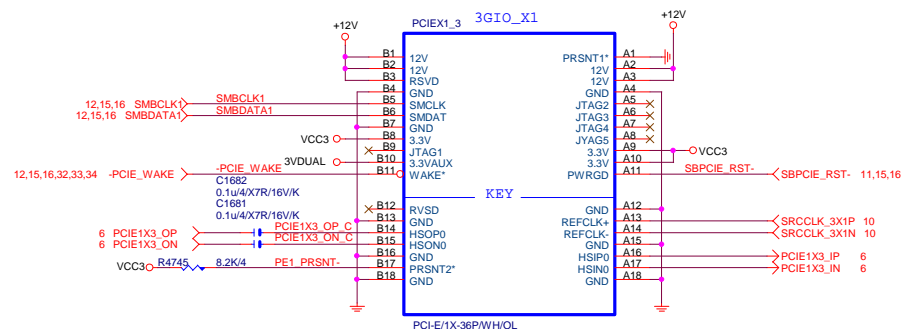 3GIO_X1
PCIEX1_3
+12V
+12V
B1 12V PRSNT1* A1
B2 12V 12V A2
B3 RSVD 12V A3
B4 GND GND A4
12,15,16 SMBCLK1 SMBCLK1 B5 SMCLK JTAG2 A5
12,15,16 SMBDATA1 SMBDATA1 B6 SMDAT JTAG3 A6
B7 GND JTAG4 A7
VCC3 B8 3.3V JYAG5 A8
B9 JTAG1 3.3V A9 VCC3
3VDUAL B10 3.3VAUX 3.3V A10
12,15,16,32,33,34 -PCIE_WAKE -PCIE_WAKE B11 WAKE* PWRGD A11 SBPCIE_RST- SBPCIE_RST- 11,15,16
C1682
0.1u/4/X7R/16V/K
KEY
C1681
0.1u/4/X7R/16V/K
B12 RVSD GND A12
B13 GND REFCLK+ A13 SRCCLK_3X1P 10
6 PCIE1X3_OP PCIE1X3_OP_C B14 HSOP0 REFCLK- A14 SRCCLK_3X1N 10
6 PCIE1X3_ON PCIE1X3_ON_C B15 HSON0 GND A15
B16 GND HSIP0 A16 PCIE1X3_IP 6
VCC3 R4745 8.2K/4 PE1_PRSNT- B17 PRSNT2* HSIN0 A17 PCIE1X3_IN 6
B18 GND GND A18
PCI-E/1X-36P/WH/OL